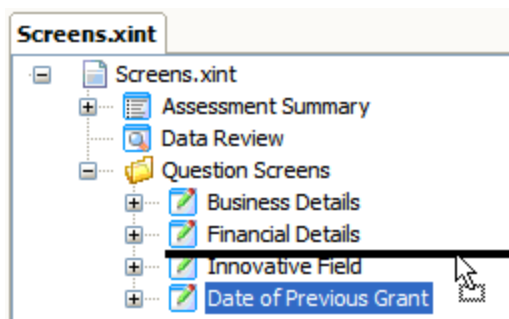 Screens.xint
Screens.xint
Assessment Summary
Data Review
Question Screens
Business Details
Financial Details
Innovative Field
Date of Previous Grant